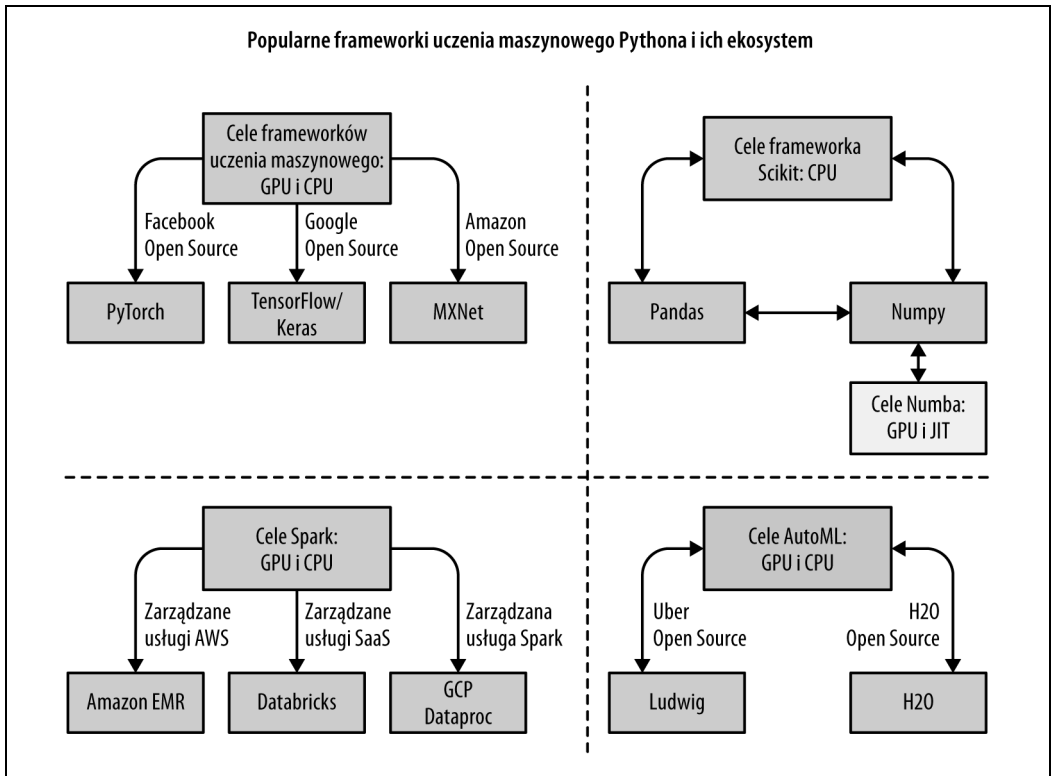 Popularne frameworki uczenia maszynowego Pythona i ich ekosystem
Cele frameworków
uczenia maszynowego:
GPU i CPU
Facebook
Open Source
Google
Open Source
Amazon
Open Source
PyTorch
TensorFlow/
Keras
MXNet
Cele frameworka
Scikit: CPU
Pandas
Numpy
Cele Numba:
GPU i JIT
Cele Spark:
GPU i CPU
Zarządzane
usługi AWS
Zarządzane
usługi SaaS
Zarządzana
usługa Spark
Amazon EMR
Databricks
GCP
Dataproc
Cele AutoML:
GPU i CPU
Uber
Open Source
H2O
Open Source
Ludwig
H2O